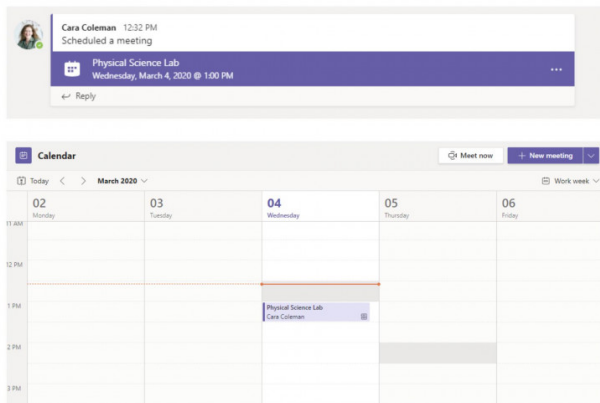 Cara Coleman 12:32 PM
Scheduled a meeting
Physical Science Lab
Wednesday, March 4, 2020 @ 1:00 PM
Reply
Calendar
Meet now
+ New meeting
Today
March 2020
Work week
02
Monday
03
Tuesday
04
Wednesday
05
Thursday
06
Friday
11 AM
12 PM
1 PM
Physical Science Lab
Cara Coleman
2 PM
3 PM